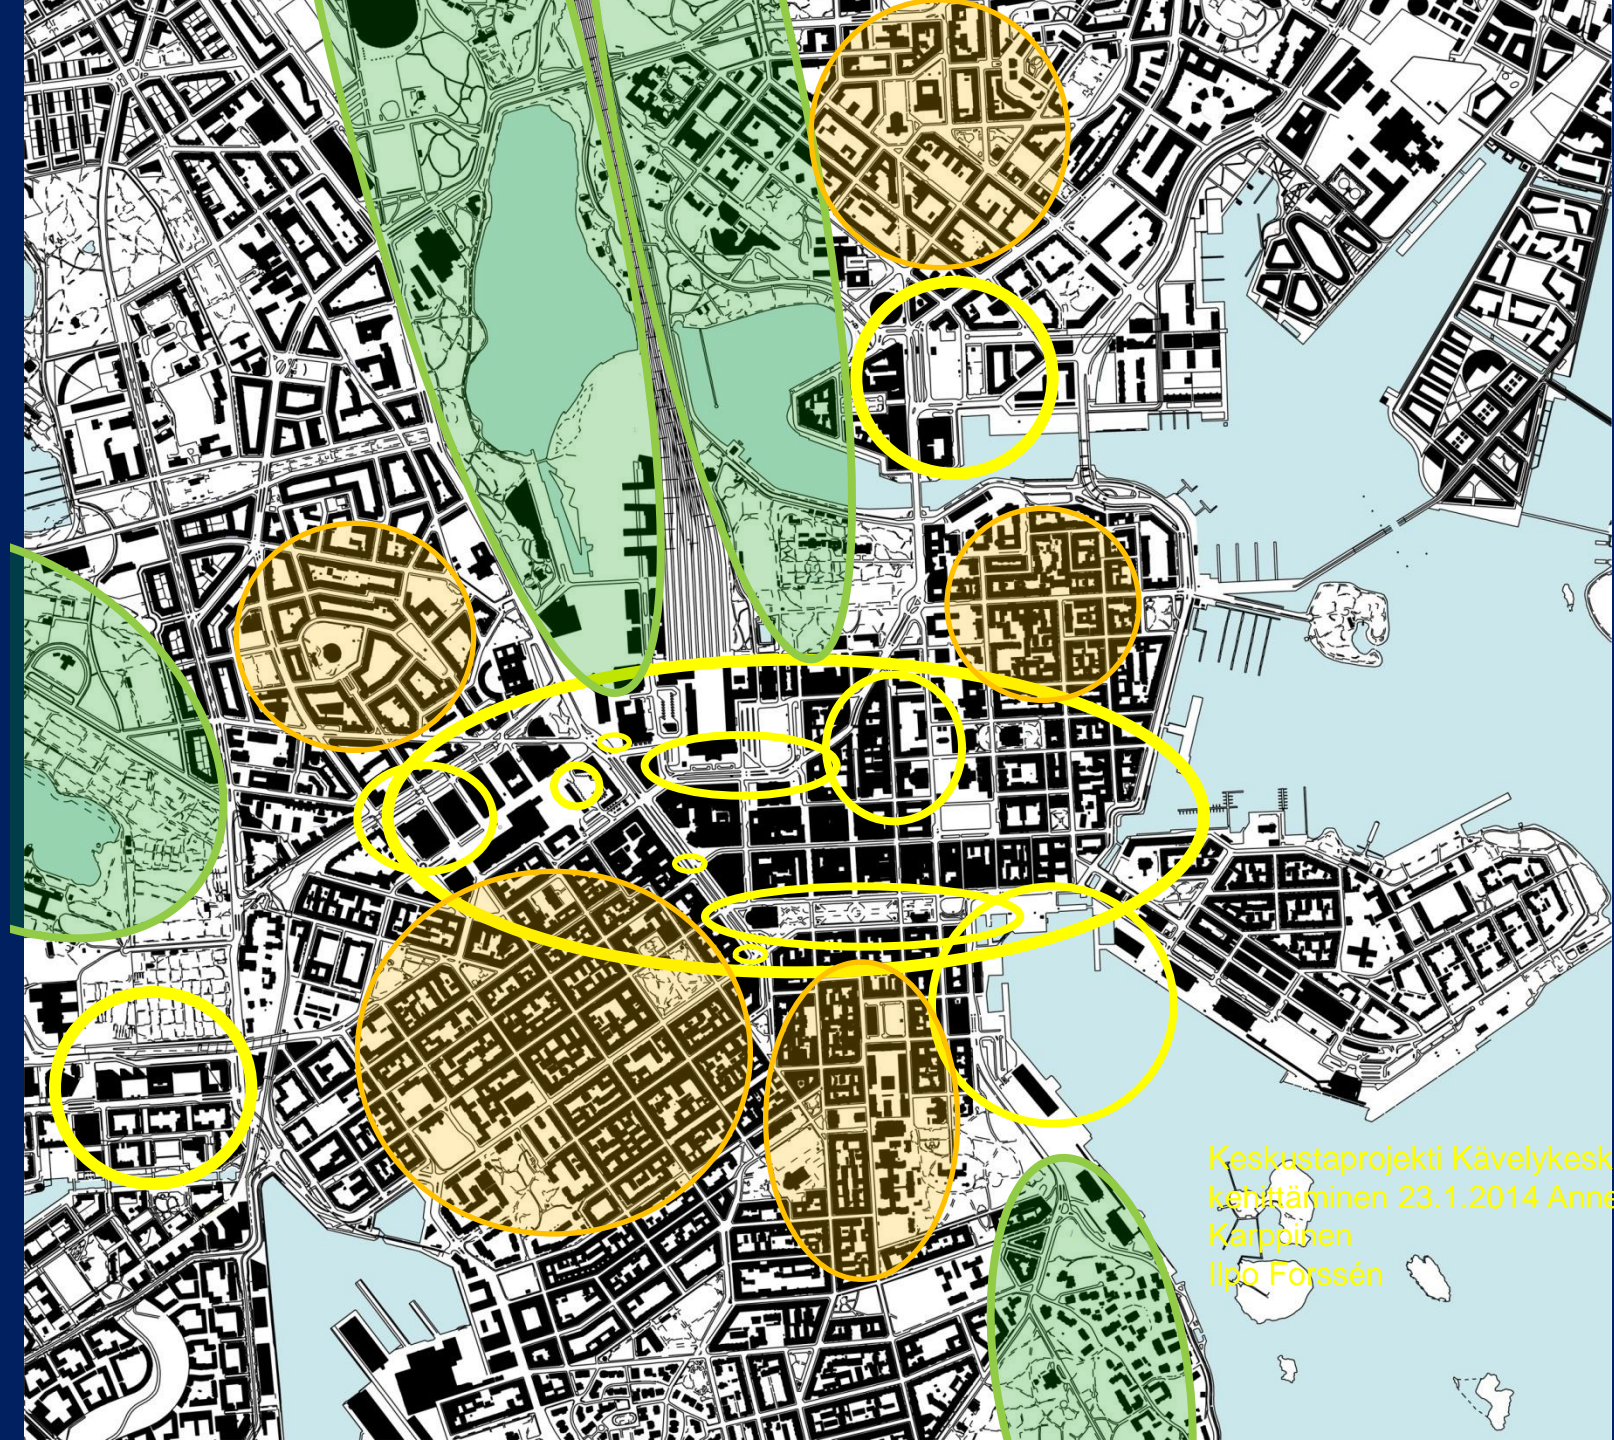 Keskustaprojekti Kävelykesk
kehittäminen 23.1.2014 Anne
Karppinen
Ilpo Forssén